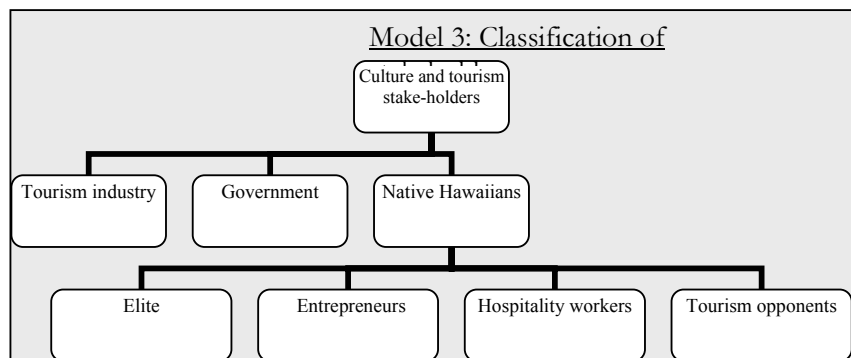 Model 3: Classification of
Culture and tourism
stake-holders
Tourism industry
Government
Native Hawaiians
Elite
Entrepreneurs
Hospitality workers
Tourism opponents